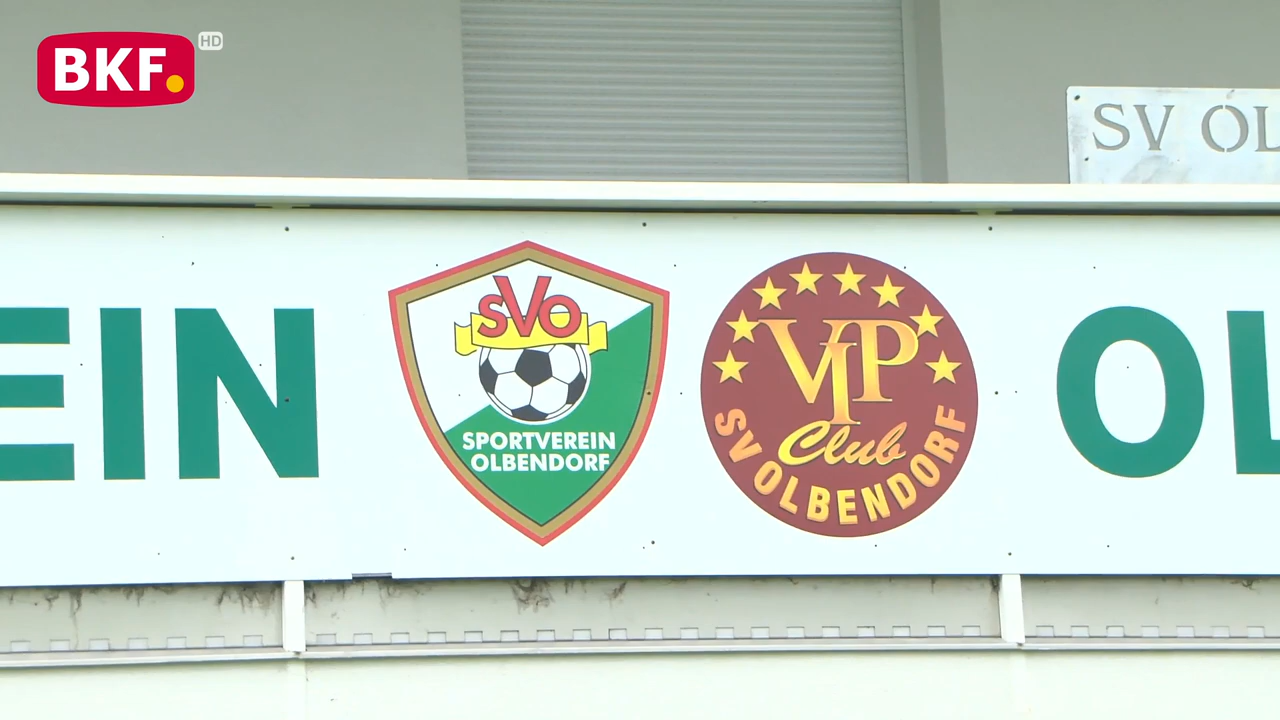 BKF.
HD
SV OL
EIN
SVO
SPORTVEREIN
OLBENDORF
VIP
Club
SV OLBENDORF
OL